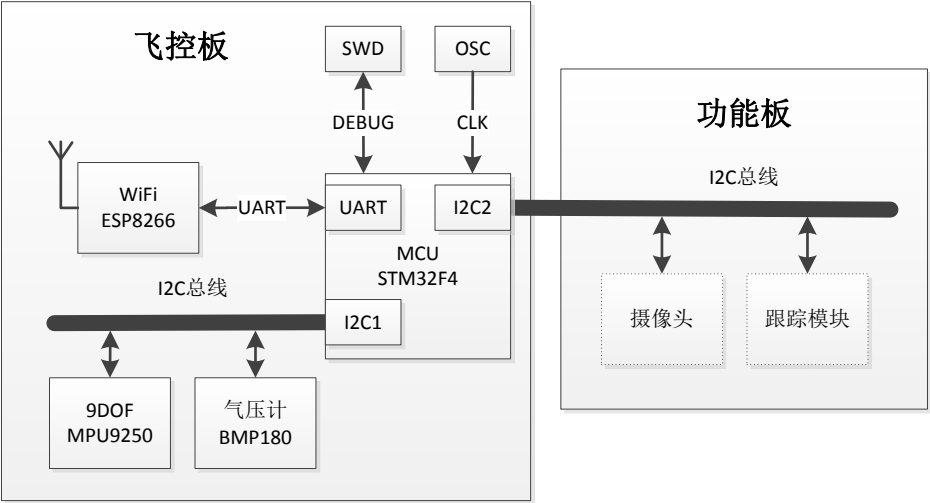 飞控板
SWD
OSC
DEBUG
CLK
功能板
WiFi
ESP8266
UART
UART
I2C2
I2C总线
MCU
STM32F4
I2C总线
I2C1
摄像头
跟踪模块
9DOF
MPU9250
气压计
BMP180